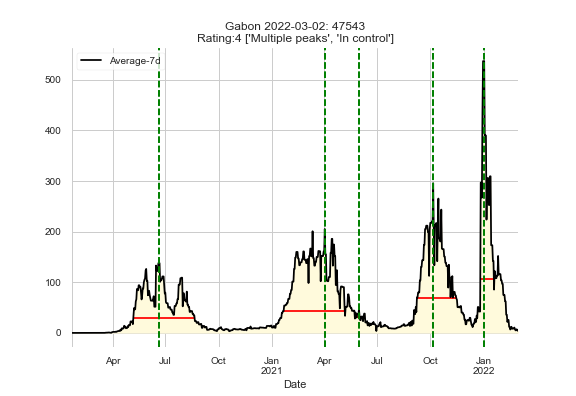 Gabon 2022-03-02: 47543
Rating:4 ['Multiple peaks', 'In control']
Average-7d
500
400
300
200
100
0
Apr Jul Oct Jan Apr Jul Oct Jan
2021 2022
Date